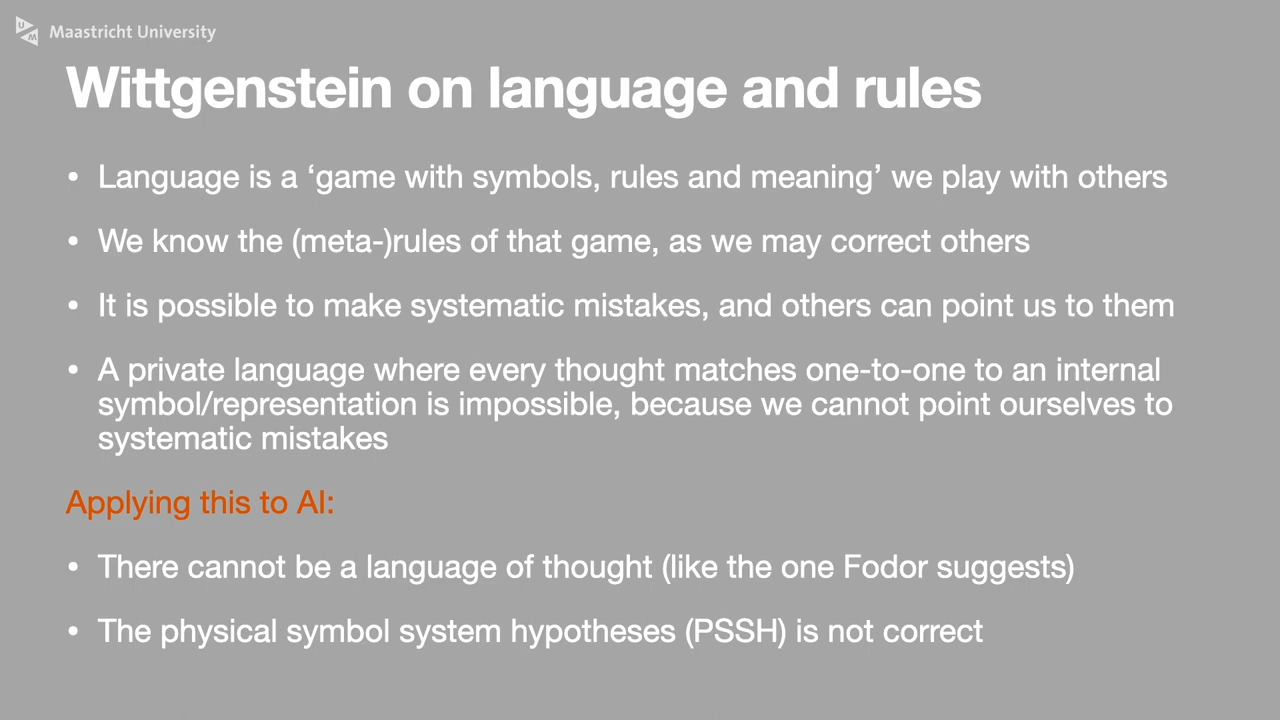 Maastricht University
Wittgenstein on language and rules
• Language is a ‘game with symbols, rules and meaning’ we play with others
• We know the (meta-)rules of that game, as we may correct others
• It is possible to make systematic mistakes, and others can point us to them
• A private language where every thought matches one-to-one to an internal
symbol/representation is impossible, because we cannot point ourselves to
systematic mistakes
Applying this to AI:
• There cannot be a language of thought (like the one Fodor suggests)
• The physical symbol system hypotheses (PSSH) is not correct